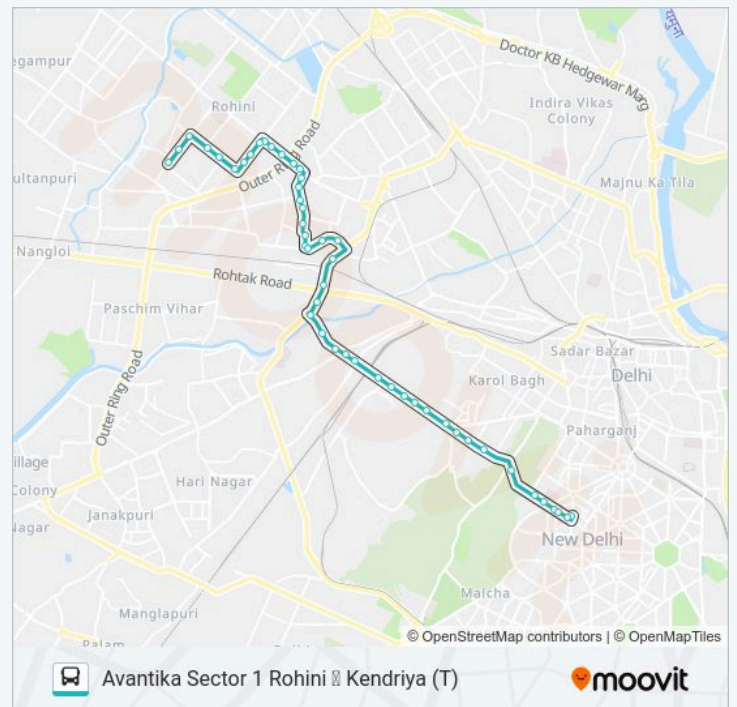 यमुना
Doctor KB Hedgewar Marg
egampur
Rohini
Indira Vikas
Colony
Outer Ring Road
ultanpuri
Majnu Ka Tila
Nangloi
Rohtak Road
Paschim Vihar
Sadar Bazar
Delhi
Karol Bagh
Outer Ring Road
Paharganj
illage
Colony
Hari Nagar
Janakpuri
Nagar
New Delhi
Malcha
Manglapuri
Palam
© OpenStreetMap contributors | © OpenMapTiles
Avantika Sector 1 Rohini Kendriya (T)
moovit